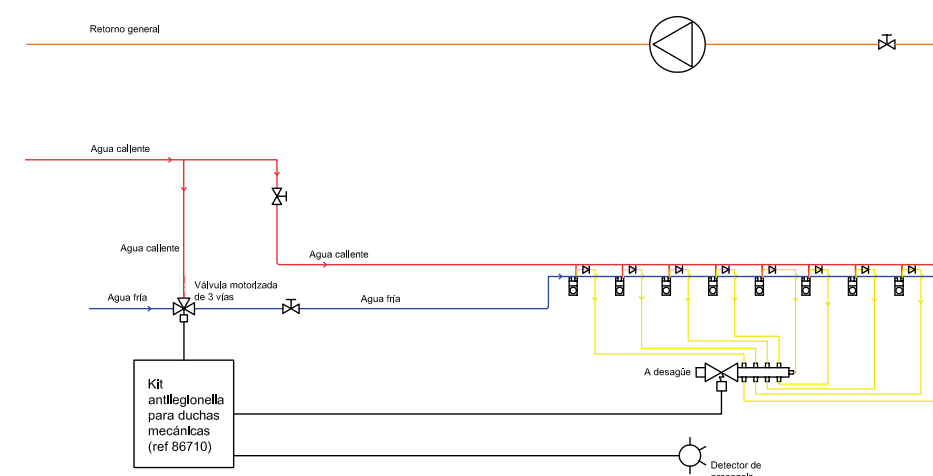 Retorno general
Agua caliente
Agua caliente
Agua caliente
Válvula motorizada
de 3 vías
Agua fría
Agua fría
A desagüe
Kit
antilegionella
para duchas
mecánicas
(ref 86710)
Detector de